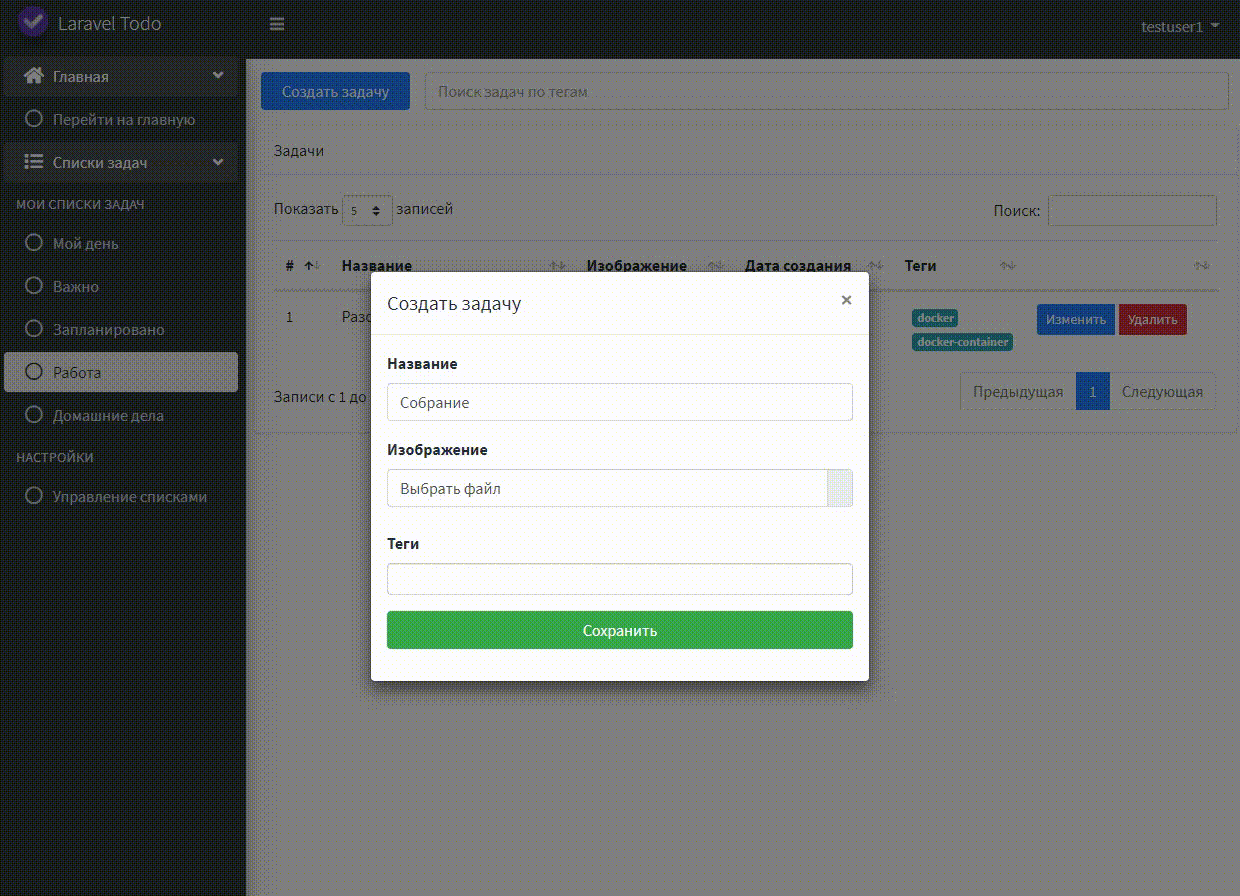 Laravel Todo
testuser1
Главная
Перейти на главную
Списки задач
МОИ СПИСКИ ЗАДАЧ
Мой день
Важно
Запланировано
Работа
Домашние дела
НАСТРОЙКИ
Управление списками
Создать задачу
Поиск задач по тегам
Задачи
Показать 5 записей
Поиск:
# Название Изображение Дата создания Теги
1
docker
docker-container
Изменить Удалить
Записи с 1 до
Предыдущая 1 Следующая
Создать задачу
×
Название
Собрание
Изображение
Выбрать файл
Теги
Сохранить